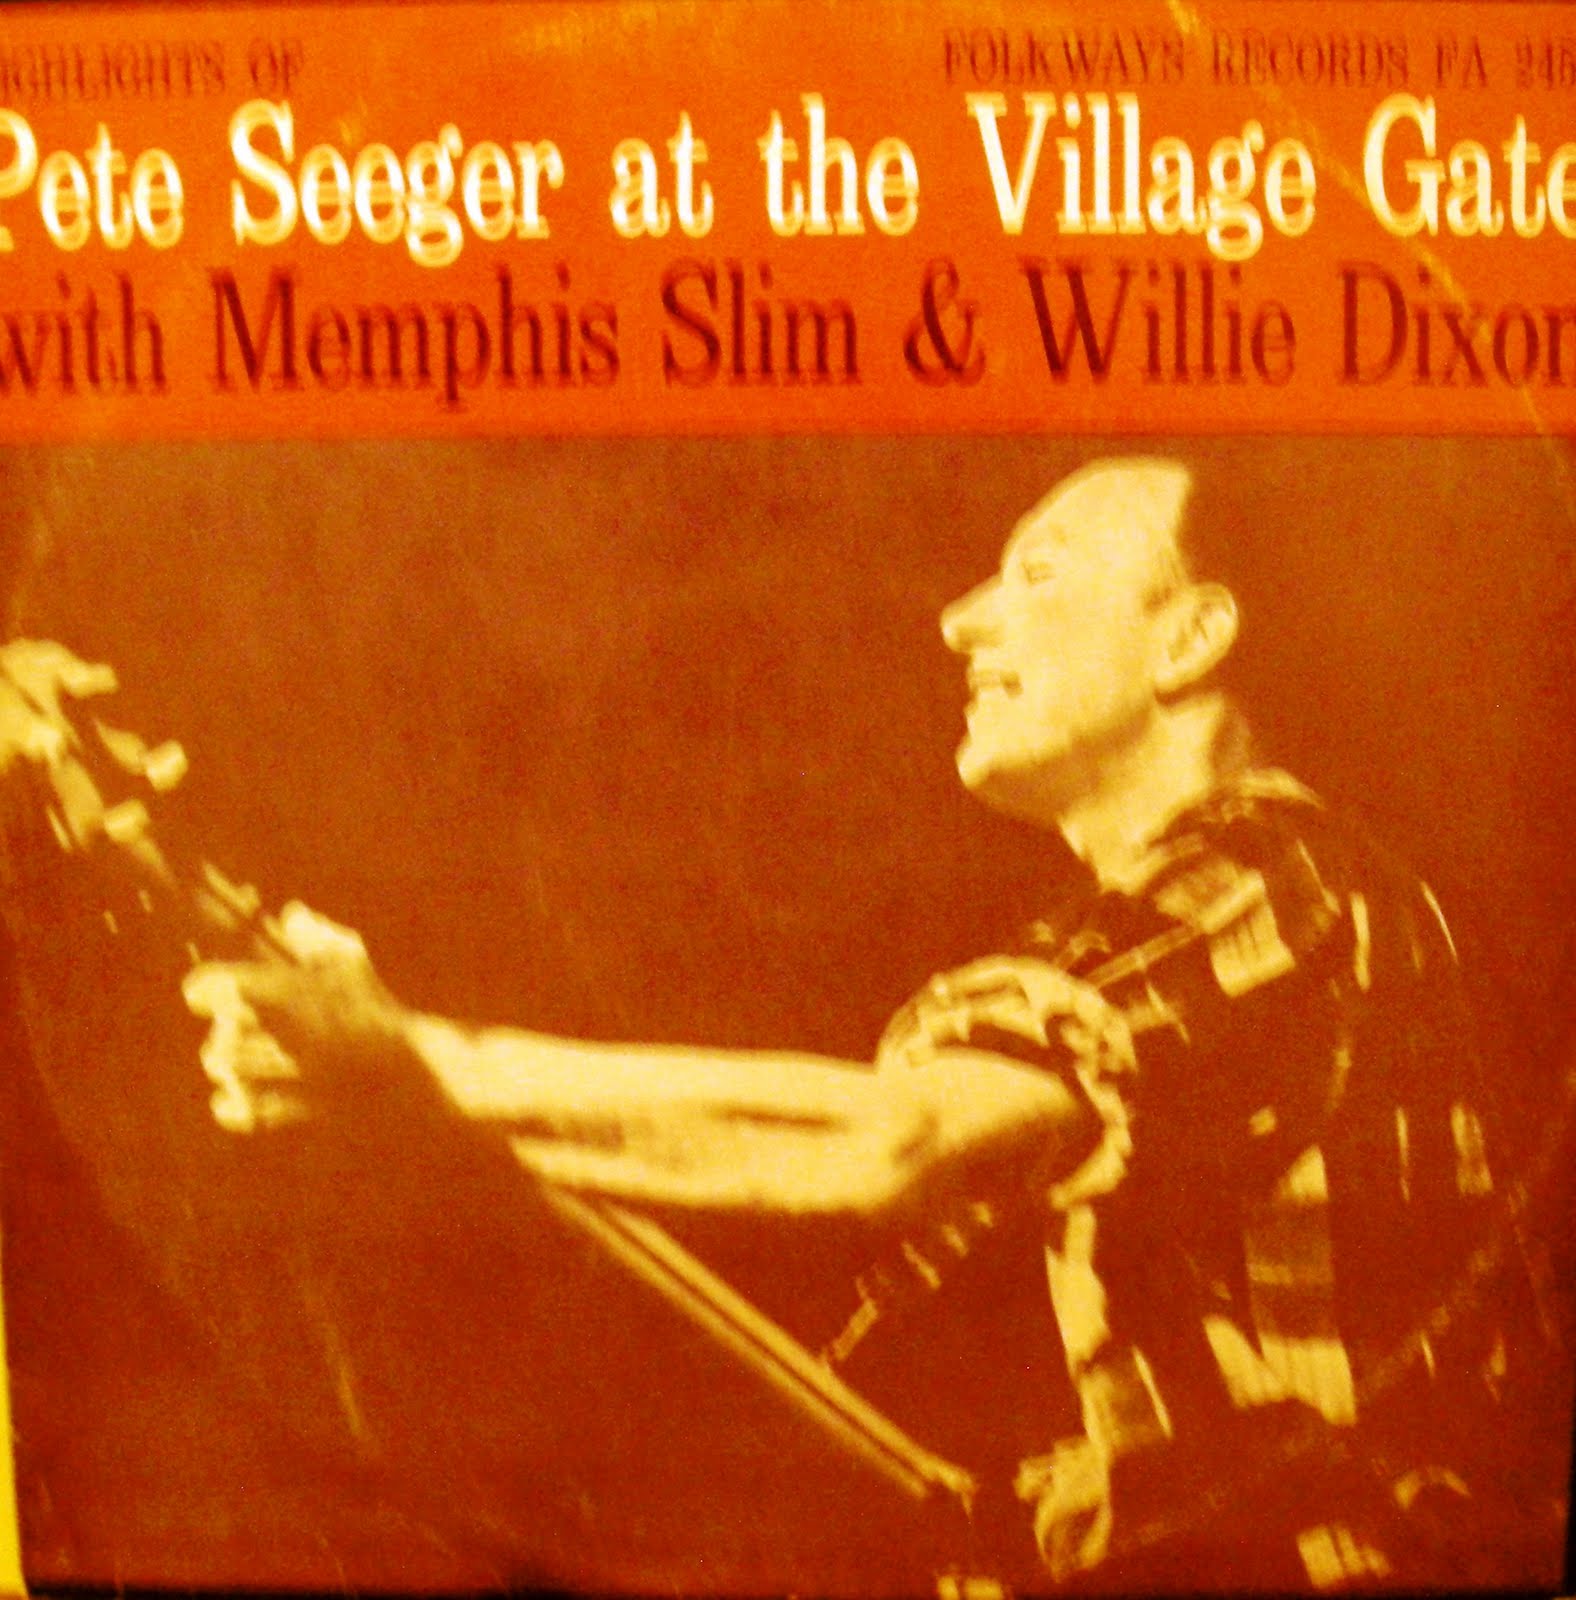 IGHLIGHTS OF
FOLKWAYS RECORDS FA 245
Pete Seeger at the Village Gate
with Memphis Slim & Willie Dixon